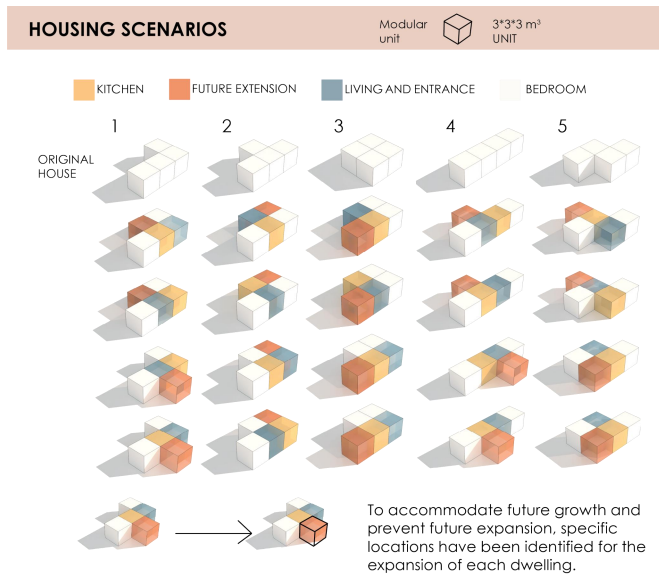 HOUSING SCENARIOS
Modular
unit
3*3*3 m³
UNIT
KITCHEN
FUTURE EXTENSION
LIVING AND ENTRANCE
BEDROOM
1 2 3 4 5
ORIGINAL
HOUSE
To accommodate future growth and
prevent future expansion, specific
locations have been identified for the
expansion of each dwelling.